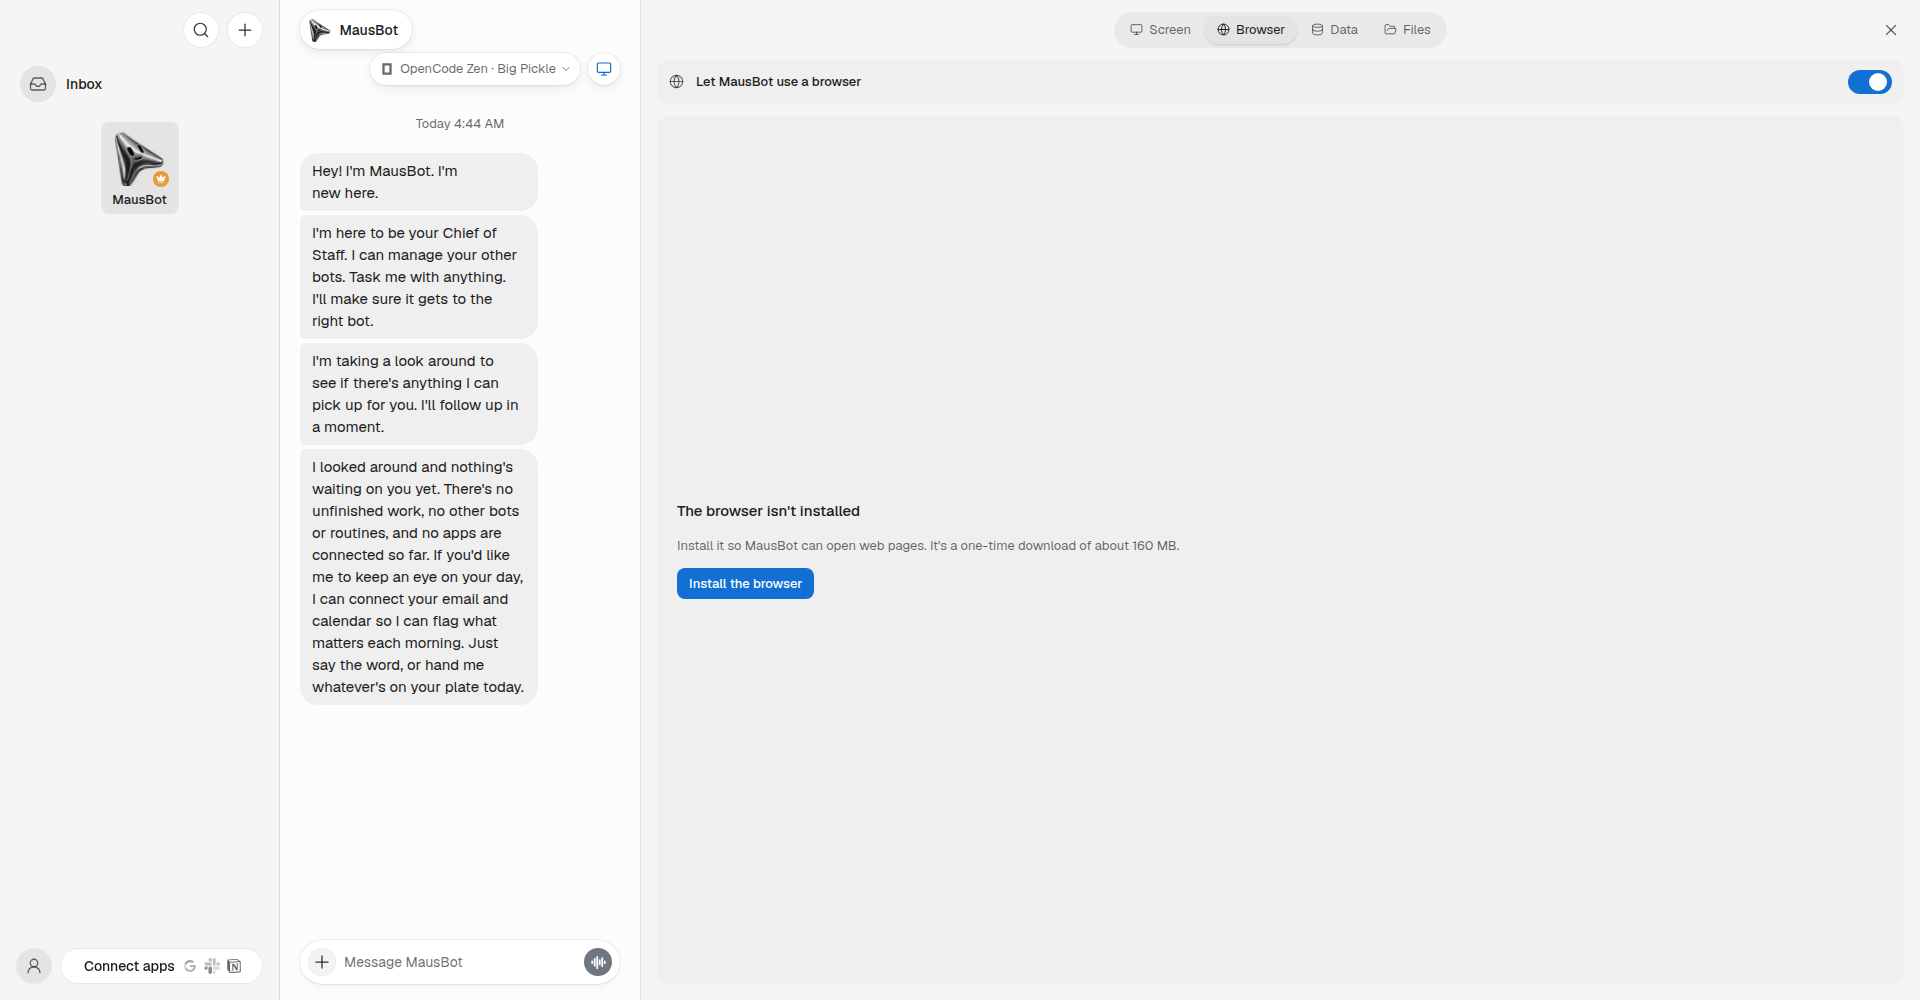 Inbox
MausBot
MausBot
OpenCode Zen · Big Pickle
Today 4:44 AM
Hey! I'm MausBot. I'm
new here.
I'm here to be your Chief of
Staff. I can manage your other
bots. Task me with anything.
I'll make sure it gets to the
right bot.
I'm taking a look around to
see if there's anything I can
pick up for you. I'll follow up in
a moment.
I looked around and nothing's
waiting on you yet. There's no
unfinished work, no other bots
or routines, and no apps are
connected so far. If you'd like
me to keep an eye on your day,
I can connect your email and
calendar so I can flag what
matters each morning. Just
say the word, or hand me
whatever's on your plate today.
Message MausBot
Connect apps
Screen
Browser
Data
Files
Let MausBot use a browser
The browser isn't installed
Install it so MausBot can open web pages. It's a one-time download of about 160 MB.
Install the browser